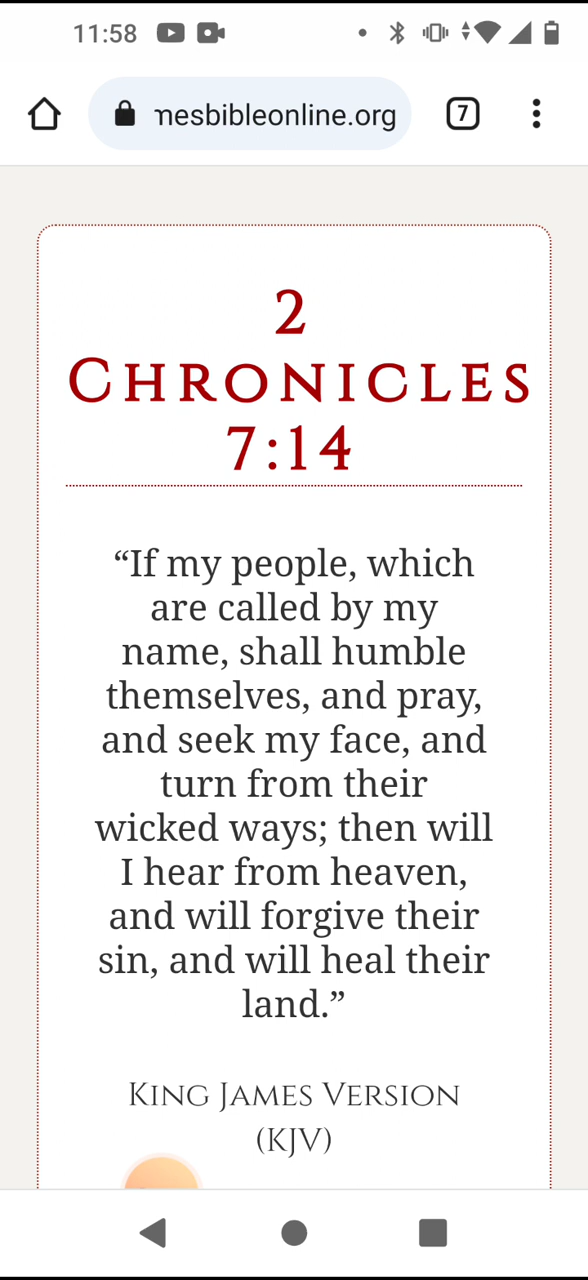 11:58
nesbibleonline.org
7
2
CHRONICLES
7:14
“If my people, which
are called by my
name, shall humble
themselves, and pray,
and seek my face, and
turn from their
wicked ways; then will
I hear from heaven,
and will forgive their
sin, and will heal their
land.”
KING JAMES VERSION
(KJV)